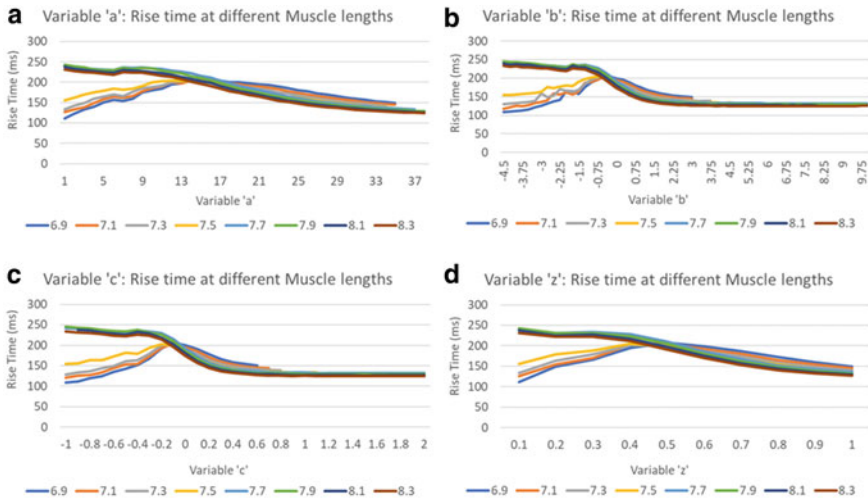 a
Variable 'a': Rise Time at different Muscle lengths
Rise Time (ms)
300
250
200
150
100
50
0
1 5 9 13 17 21 25 29 33 37
Variable 'a'
6.9 7.1 7.3 7.5 7.7 7.9 8.1 8.3
b
Variable 'b': Rise time at different Muscle lengths
Rise Time (ms)
300
250
200
150
100
50
0
-4.5 -3.75 -3 -2.25 -1.5 -0.75 0 0.75 1.5 2.25 3 3.75 4.5 5.25 6 6.75 7.5 8.25 9 9.75
Variable 'b'
6.9 7.1 7.3 7.5 7.7 7.9 8.1 8.3
c
Variable 'c': Rise time at different Muscle lengths
Rise Time (ms)
300
250
200
150
100
50
0
-1 -0.8 -0.6 -0.4 -0.2 0 0.2 0.4 0.6 0.8 1 1.2 1.4 1.6 1.8 2
Variable 'c'
6.9 7.1 7.3 7.5 7.7 7.9 8.1 8.3
d
Variable 'z': Rise time at different Muscle lengths
Rise Time (ms)
300
250
200
150
100
50
0
0.1 0.2 0.3 0.4 0.5 0.6 0.7 0.8 0.9 1
Variable 'z'
6.9 7.1 7.3 7.5 7.7 7.9 8.1 8.3